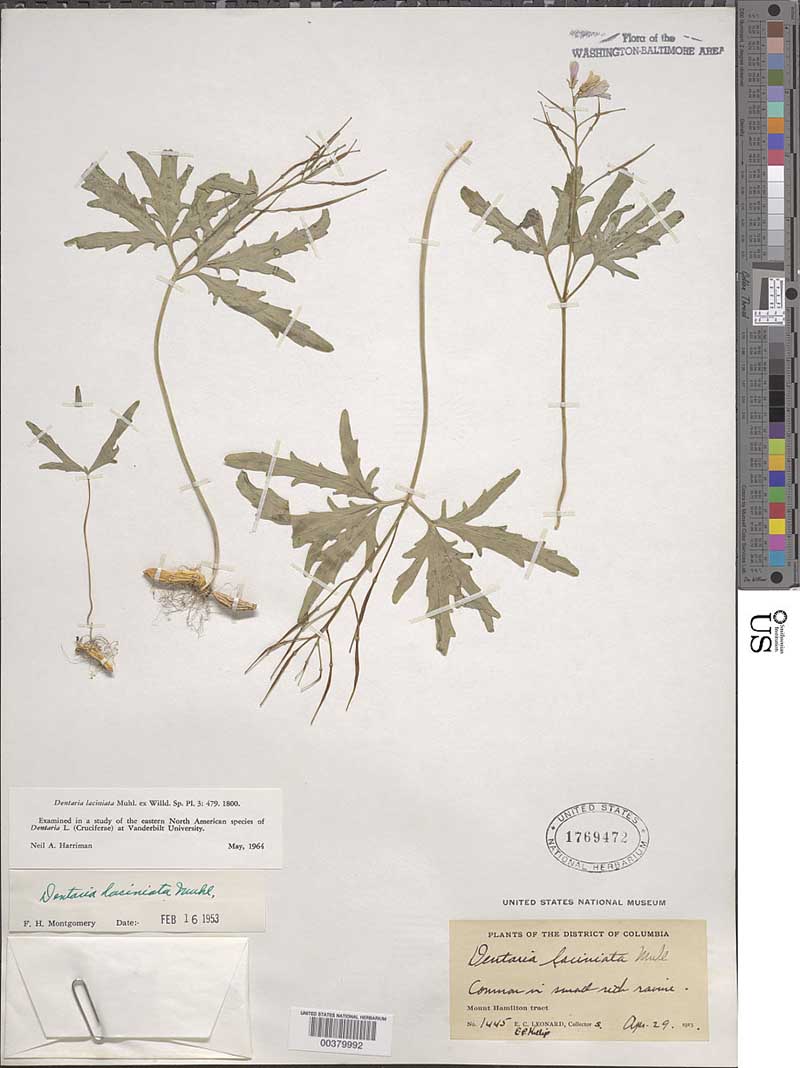 Flora of the
WASHINGTON-BALTIMORE AREA
Smithsonian
Institution
US
Dentaria laciniata Muhl. ex Willd. Sp. Pl. 3: 479. 1800.
Examined in a study of the eastern North American species of
Dentaria L. (Cruciferae) at Vanderbilt University.
Neil A. Harriman May, 1964
Dentaria laciniata Muhl.
F. H. Montgomery Date:- FEB 16 1953
UNITED STATES
1769472
NATIONAL HERBARIUM
UNITED STATES NATIONAL MUSEUM
PLANTS OF THE DISTRICT OF COLUMBIA
Dentaria laciniata Muhl
Common in small rich ravine.
Mount Hamilton tract
No. 1445 E. C. LEONARD, Collector s. Apr. 29.
E.P. Killip
UNITED STATES NATIONAL HERBARIUM
00379992